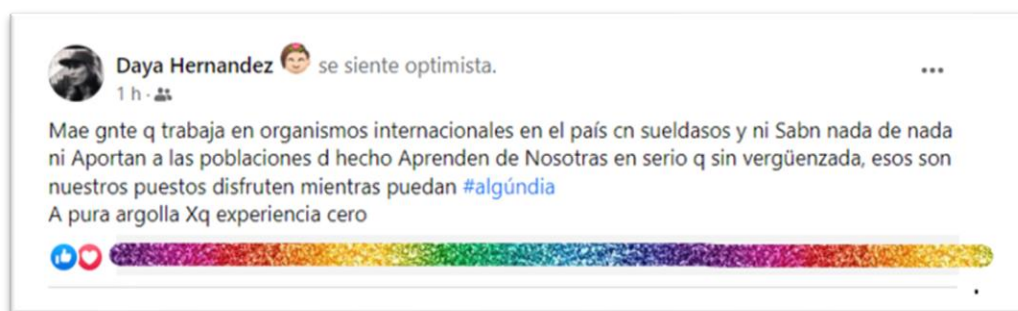 Daya Hernandez se siente optimista.
1 h ·
Mae gnte q trabaja en organismos internacionales en el país cn sueldasos y ni Sabn nada de nada
ni Aportan a las poblaciones d hecho Aprenden de Nosotras en serio q sin vergüenzada, esos son
nuestros puestos disfruten mientras puedan #algúndia
A pura argolla Xq experiencia cero